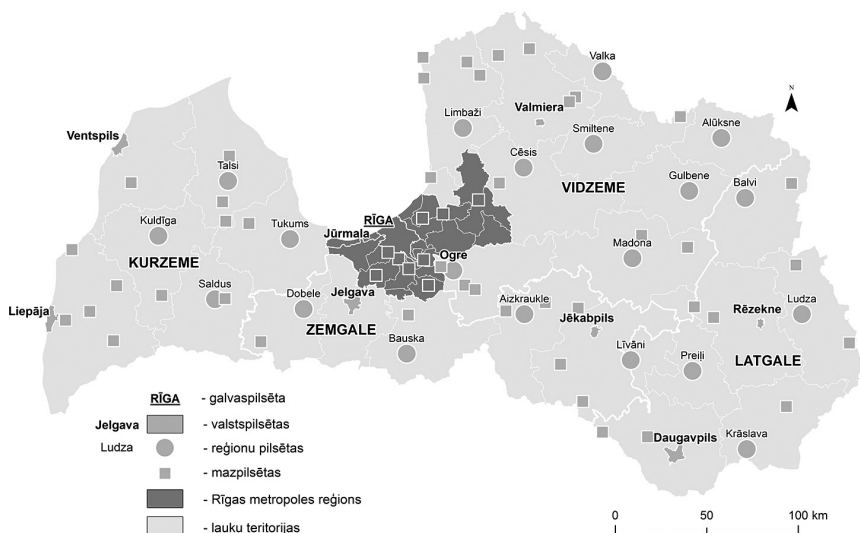 Valka
N
Limbaži
Valmiera
Smiltene
Alūksne
Ventspils
Talsi
Cēsis
VIDZEME
Gulbene
Balvi
RĪGA
Jūrmala
Kuldīga
Tukums
KURZEME
Ogre
Madona
Saldus
Dobele
Jelgava
Aizkraukle
Jēkabpils
Rēzekne
Ludza
Liepāja
ZEMGALE
Bauska
Līvāni
Preiļi
LATGALE
Daugavpils
Krāslava
RĪGA - galvaspilsēta
Jelgava - valstspilsētas
Ludza - reģionu pilsētas
- mazpilsētas
- Rīgas metropoles reģions
- lauku teritorijas
0 50 100 km